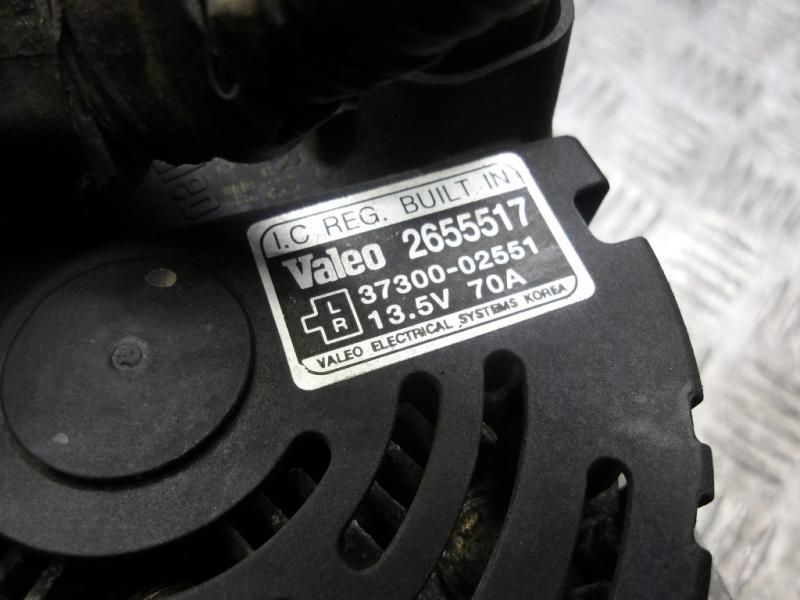 I.C REG. BUILT IN
Valeo 2655517
37300-02551
L
R
13.5V 70A
VALEO ELECTRICAL SYSTEMS KOREA